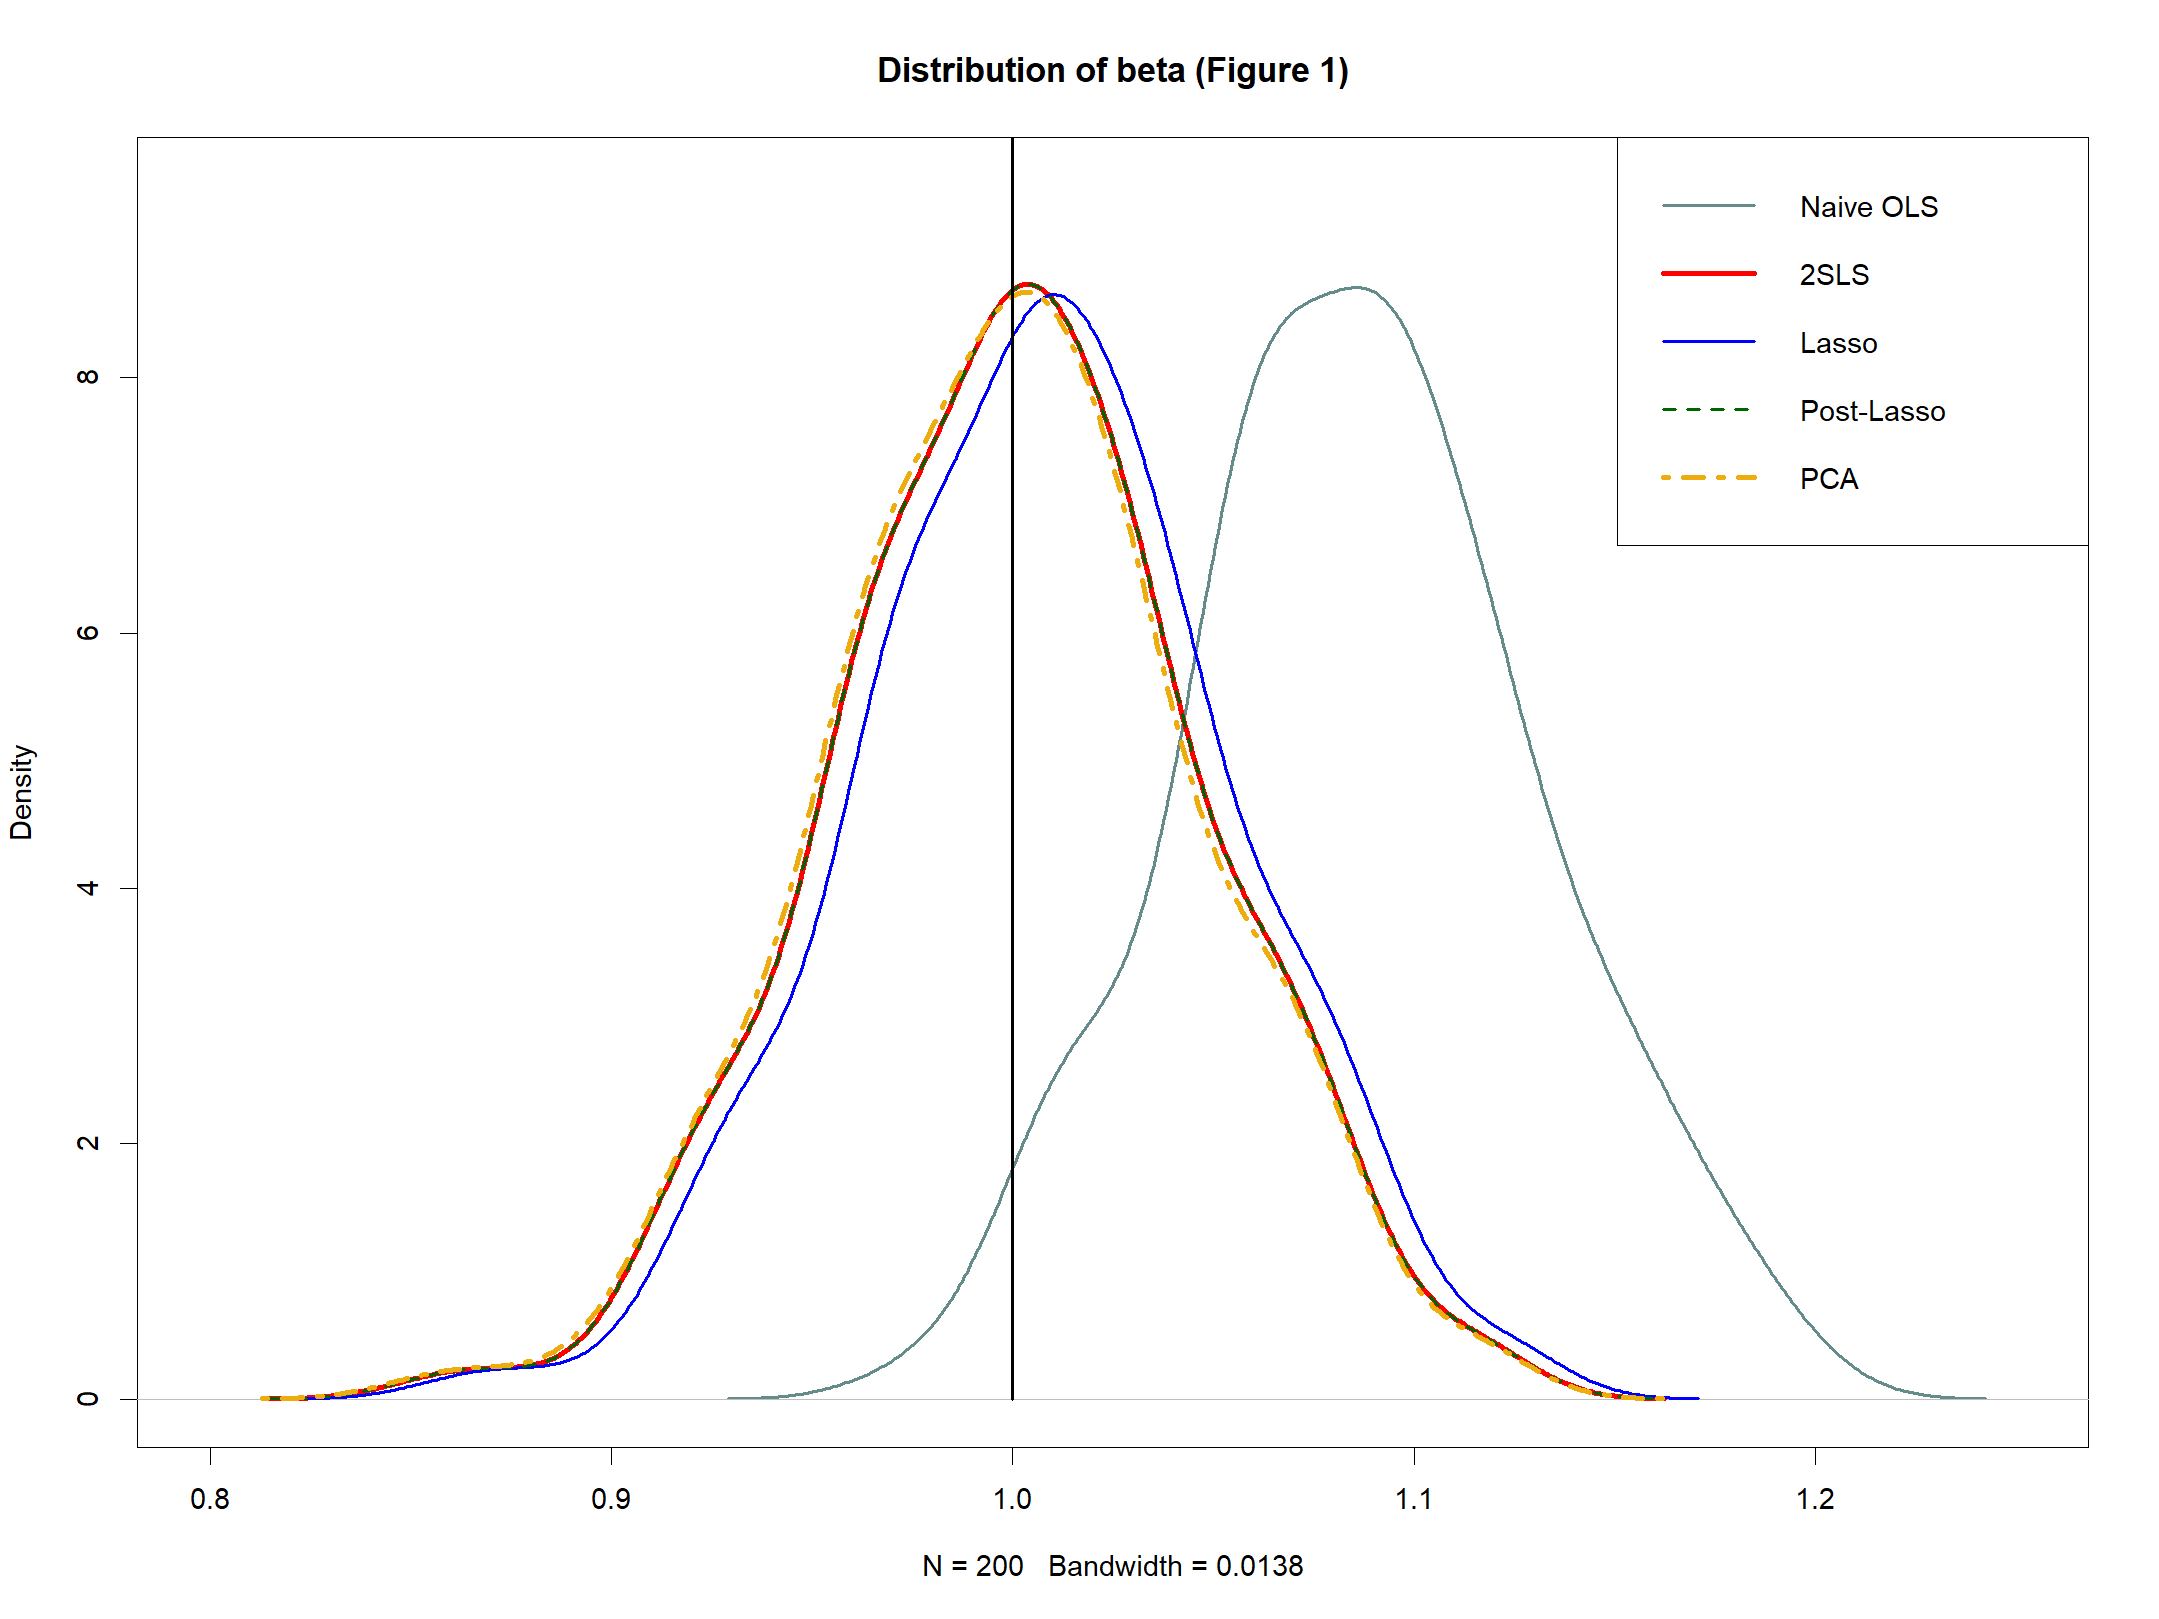 Distribution of beta (Figure 1)
Naive OLS
2SLS
Lasso
Post-Lasso
PCA
Density
8
6
4
2
0
0.8 0.9 1.0 1.1 1.2
N = 200 Bandwidth = 0.0138